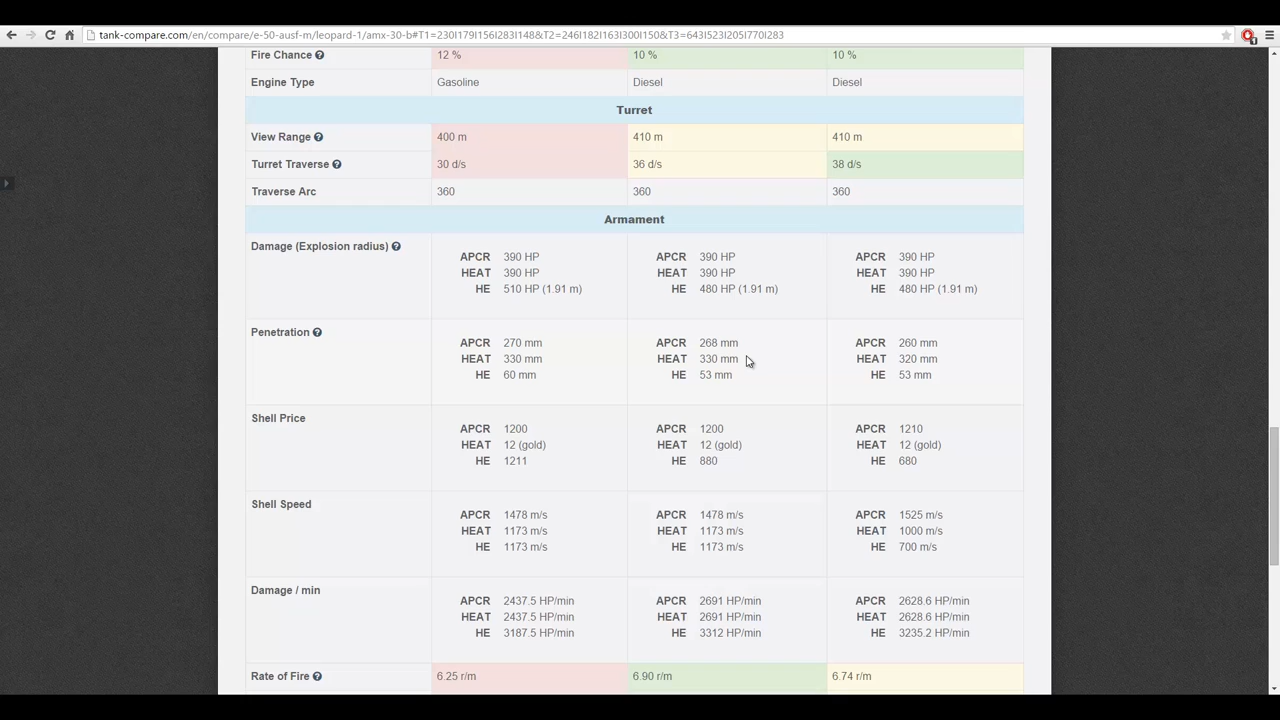 tank-compare.com/en/compare/e-50-ausf-m/leopard-1/amx-30-b#T1=230l179l156l283l148&T2=246l182l163l300l150&T3=643l523l205l770l283
Fire Chance 12 % 10 % 10 %
Engine Type Gasoline Diesel Diesel
Turret
View Range 400 m 410 m 410 m
Turret Traverse 30 d/s 36 d/s 38 d/s
Traverse Arc 360 360 360
Armament
Damage (Explosion radius)
APCR 390 HP APCR 390 HP APCR 390 HP
HEAT 390 HP HEAT 390 HP HEAT 390 HP
HE 510 HP (1.91 m) HE 480 HP (1.91 m) HE 480 HP (1.91 m)
Penetration
APCR 270 mm APCR 268 mm APCR 260 mm
HEAT 330 mm HEAT 330 mm HEAT 320 mm
HE 60 mm HE 53 mm HE 53 mm
Shell Price
APCR 1200 APCR 1200 APCR 1210
HEAT 12 (gold) HEAT 12 (gold) HEAT 12 (gold)
HE 1211 HE 880 HE 680
Shell Speed
APCR 1478 m/s APCR 1478 m/s APCR 1525 m/s
HEAT 1173 m/s HEAT 1173 m/s HEAT 1000 m/s
HE 1173 m/s HE 1173 m/s HE 700 m/s
Damage / min
APCR 2437.5 HP/min APCR 2691 HP/min APCR 2628.6 HP/min
HEAT 2437.5 HP/min HEAT 2691 HP/min HEAT 2628.6 HP/min
HE 3187.5 HP/min HE 3312 HP/min HE 3235.2 HP/min
Rate of Fire 6.25 r/m 6.90 r/m 6.74 r/m